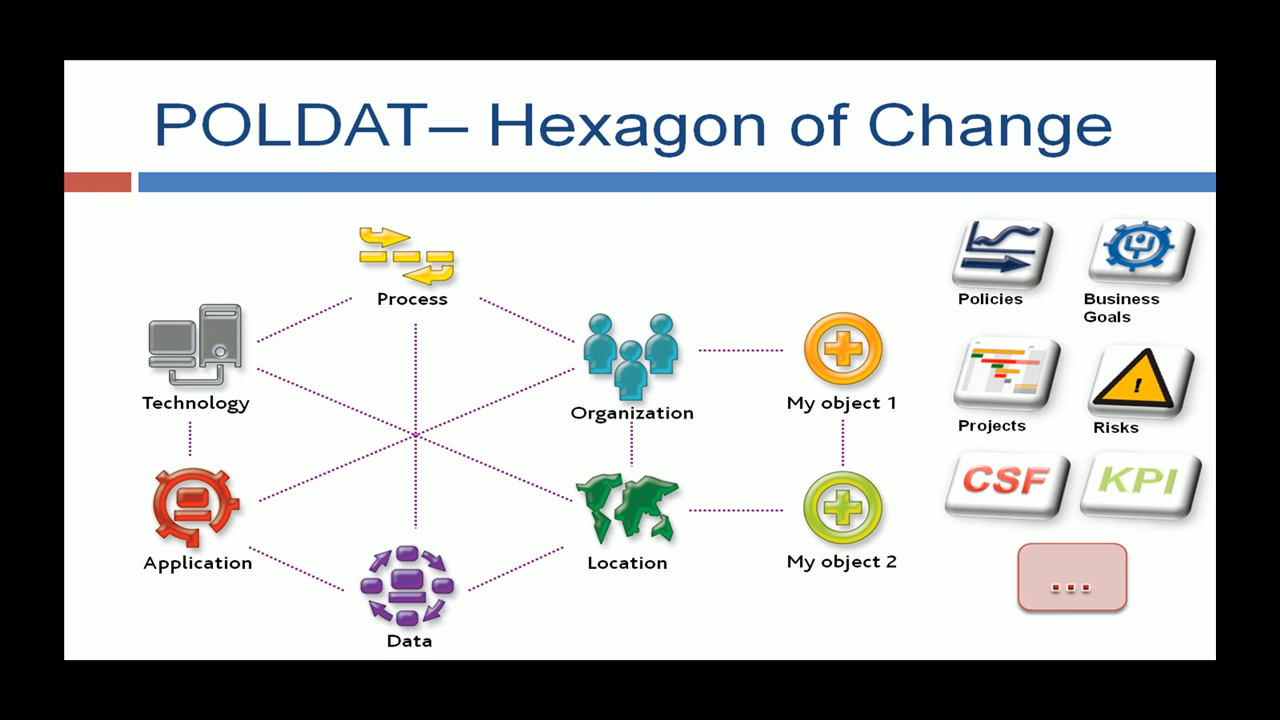 POLDAT– Hexagon of Change
Process
Technology
Organization
My object 1
Application
Data
Location
My object 2
Policies
Business
Goals
Projects
Risks
!
CSF
KPI
...